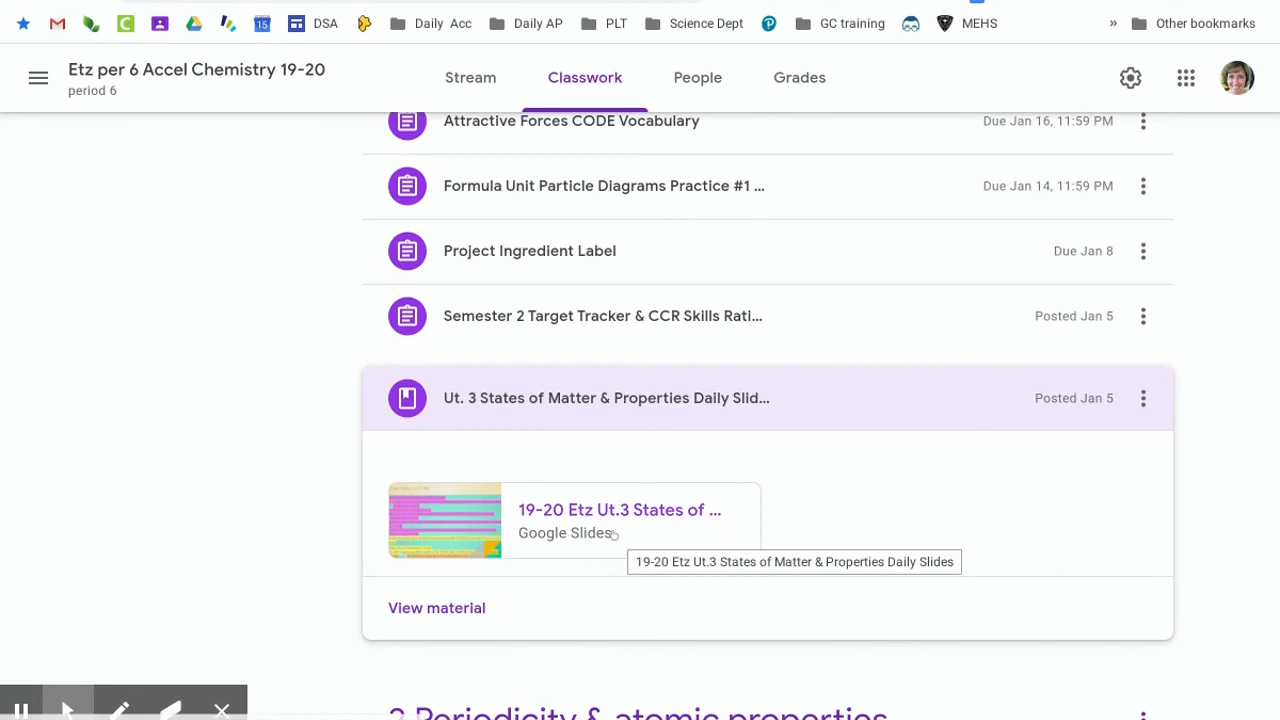 DSA Daily Acc Daily AP PLT Science Dept GC training MEHS » Other bookmarks
15
Etz per 6 Accel Chemistry 19-20
period 6
Stream Classwork People Grades
Attractive Forces CODE Vocabulary Due Jan 16, 11:59 PM
Formula Unit Particle Diagrams Practice #1 ... Due Jan 14, 11:59 PM
Project Ingredient Label Due Jan 8
Semester 2 Target Tracker & CCR Skills Rati... Posted Jan 5
Ut. 3 States of Matter & Properties Daily Slid... Posted Jan 5
19-20 Etz Ut.3 States of ...
Google Slides
19-20 Etz Ut.3 States of Matter & Properties Daily Slides
View material
2 Periodicity & atomic properties